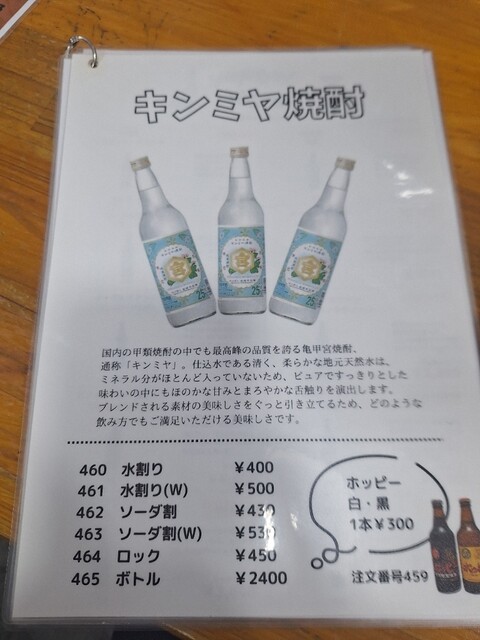 キンミヤ焼酎
25
25
25
国内の甲類焼酎の中でも最高峰の品質を誇る亀甲宮焼酎、
通称「キンミヤ」。仕込水である清く、柔らかな地元天然水は、
ミネラル分がほとんど入っていないため、ピュアですっきりとした
味わいの中にもほのかな甘みとまろやかな舌触りを演出します。
ブレンドされる素材の美味しさをぐっと引き立てるため、どのような
飲み方でもご満足いただける美味しさです。
460 水割り ￥400
461 水割り(W) ￥500
462 ソーダ割 ￥430
463 ソーダ割(W) ￥530
464 ロック ￥450
465 ボトル ￥2400
ホッピー
白・黒
1本￥300
注文番号459